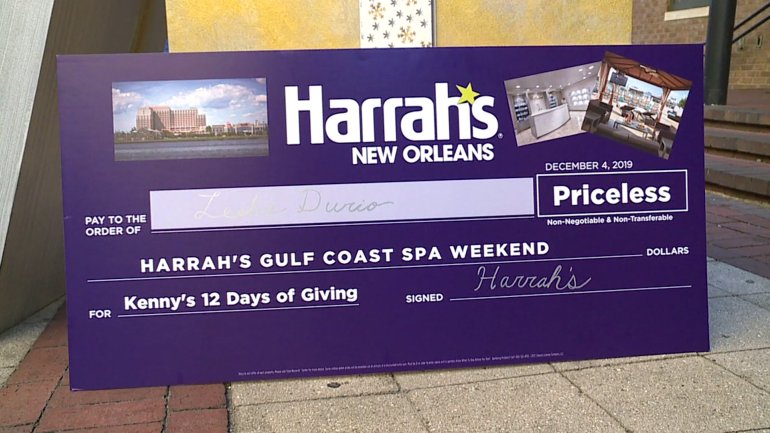 Harrah's
NEW ORLEANS
DECEMBER 4, 2019
PAY TO THE
ORDER OF
Durio
Priceless
Non-Negotiable & Non-Transferable
HARRAH'S GULF COAST SPA WEEKEND
DOLLARS
FOR Kenny's 12 Days of Giving
SIGNED Harrah's